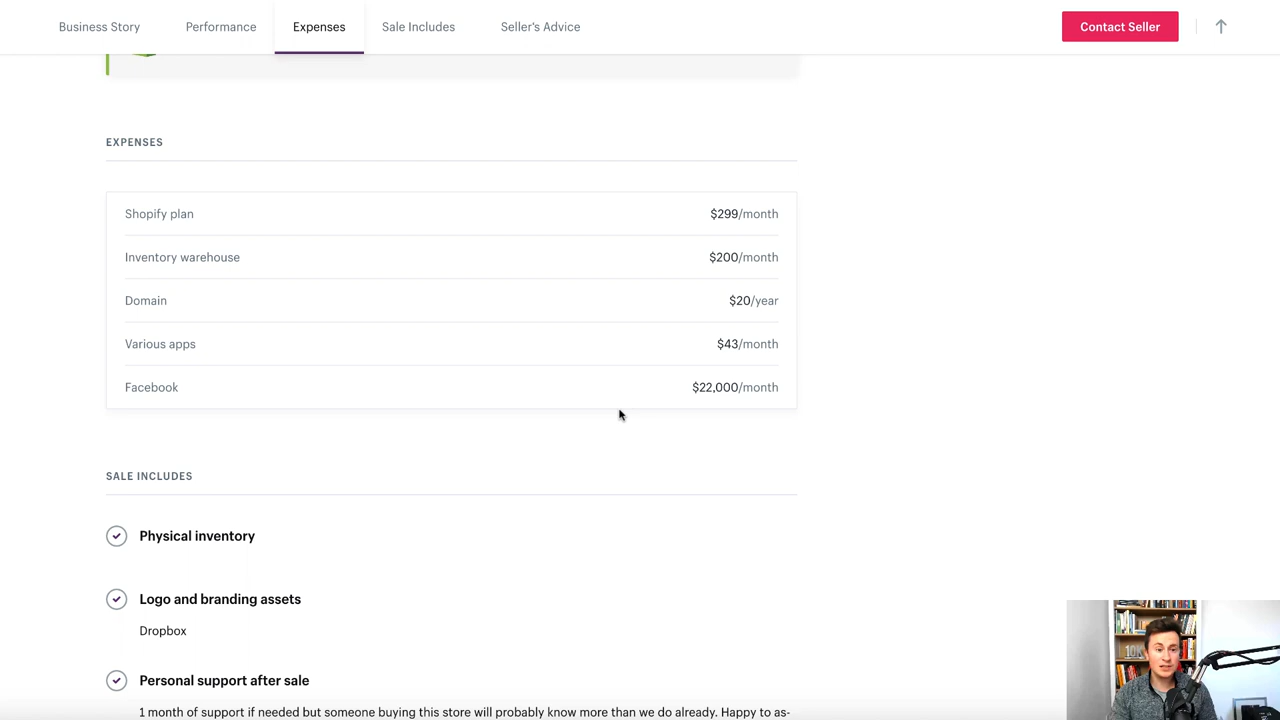 Business Story
Performance
Expenses
Sale Includes
Seller's Advice
Contact Seller
EXPENSES
Shopify plan $299/month
Inventory warehouse $200/month
Domain $20/year
Various apps $43/month
Facebook $22,000/month
SALE INCLUDES
Physical inventory
Logo and branding assets
Dropbox
Personal support after sale
1 month of support if needed but someone buying this store will probably know more than we do already. Happy to as-
10K